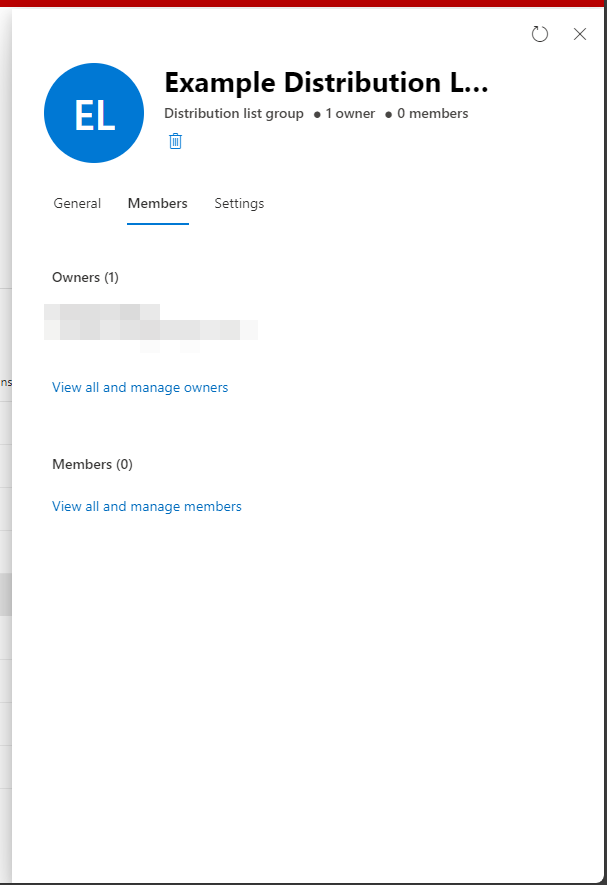 EL
Example Distribution L...
Distribution list group ● 1 owner ● 0 members
General Members Settings
Owners (1)
ns
View all and manage owners
Members (0)
View all and manage members